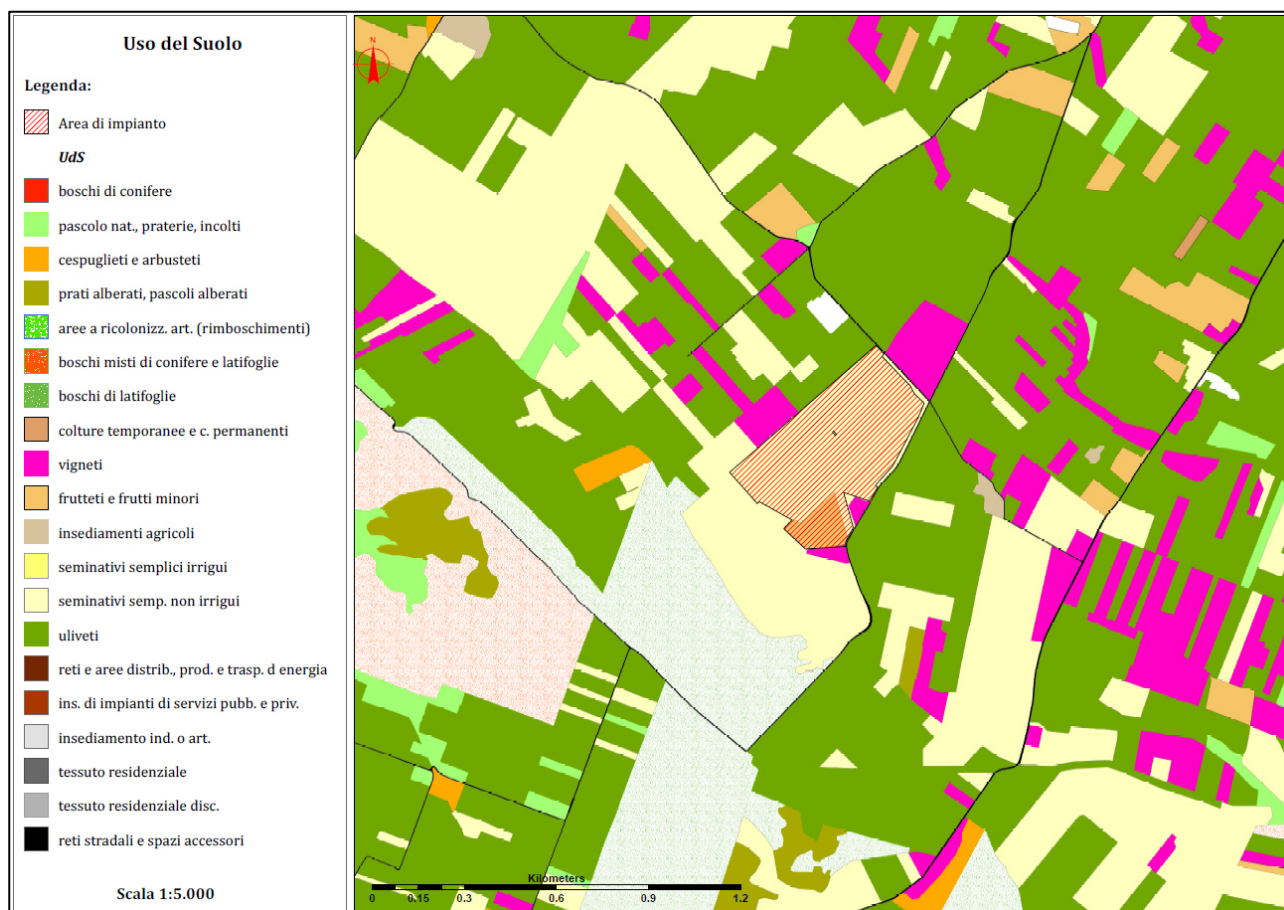 Uso del Suolo
N
Legenda:
Area di impianto
UdS
boschi di conifere
pascolo nat., praterie, incolti
cespuglieti e arbusteti
prati alberati, pascoli alberati
aree a ricolonizz. art. (rimboschimenti)
boschi misti di conifere e latifoglie
boschi di latifoglie
colture temporanee e c. permanenti
vigneti
frutteti e frutti minori
insediamenti agricoli
seminativi semplici irrigui
seminativi semp. non irrigui
uliveti
reti e aree distrib., prod. e trasp. d energia
ins. di impianti di servizi pubb. e priv.
insediamento ind. o art.
tessuto residenziale
tessuto residenziale disc.
reti stradali e spazi accessori
Scala 1:5.000
Kilometers
0 0.15 0.3 0.6 0.9 1.2